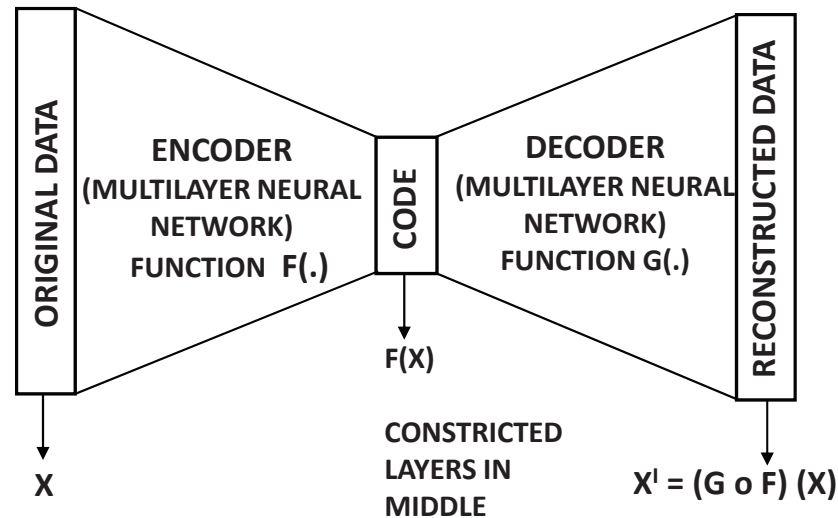 ORIGINAL DATA
ENCODER
(MULTILAYER NEURAL
NETWORK)
FUNCTION F(.)
CODE
DECODER
(MULTILAYER NEURAL
NETWORK)
FUNCTION G(.)
RECONSTRUCTED DATA
F(X)
X
CONSTRICTED
LAYERS IN
MIDDLE
Xᴵ = (G o F) (X)